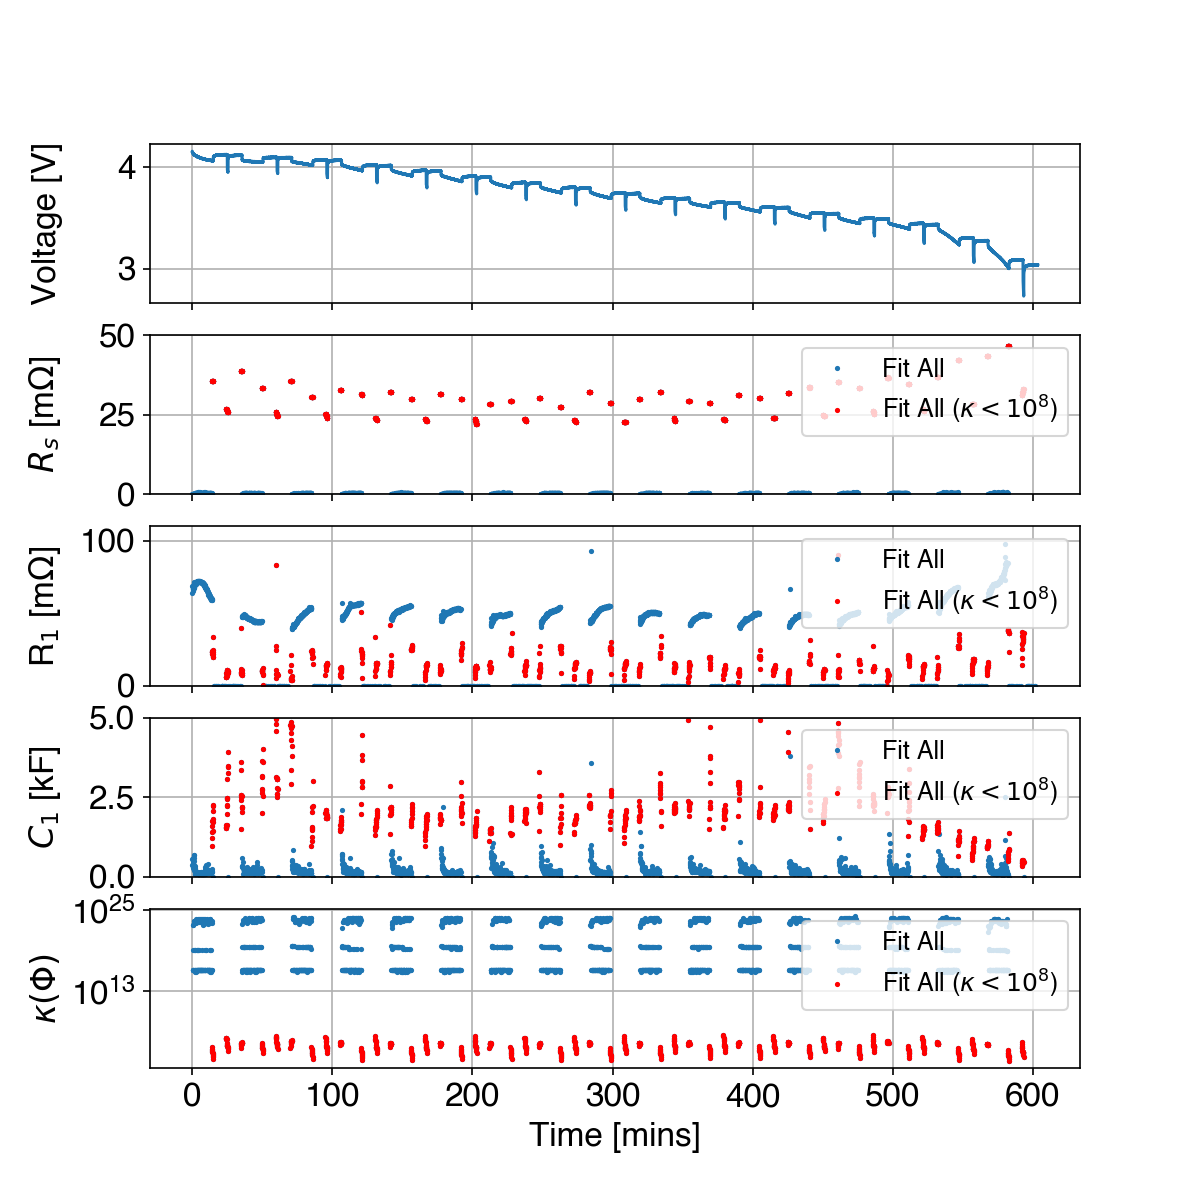 Voltage [V]
4
3
R_s [mΩ]
50
25
0
Fit All
Fit All (κ < 10^8)
R_1 [mΩ]
100
0
Fit All
Fit All (κ < 10^8)
C_1 [kF]
5.0
2.5
0.0
Fit All
Fit All (κ < 10^8)
κ(Φ)
10^25
10^13
Fit All
Fit All (κ < 10^8)
0 100 200 300 400 500 600
Time [mins]